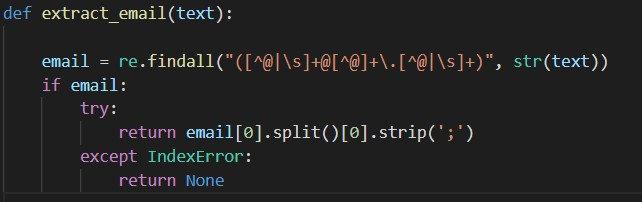 def extract_email(text):
    email = re.findall("([^@|\s]+@[^@]+\.[^@|\s]+)", str(text))
    if email:
        try:
            return email[0].split()[0].strip(';')
        except IndexError:
            return None